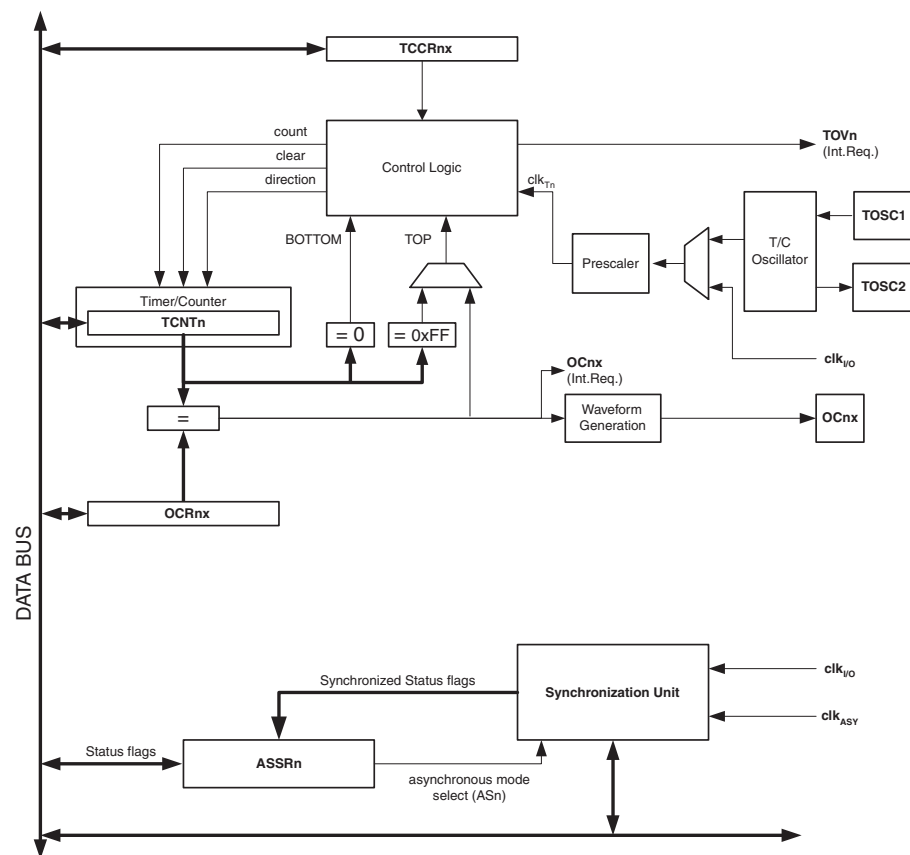 TCCRnx
count
clear
direction
Control Logic
TOVn
(Int.Req.)
clkTn
BOTTOM
TOP
TOSC1
T/C
Oscillator
Prescaler
TOSC2
Timer/Counter
TCNTn
= 0
= 0xFF
clkI/O
OCnx
(Int.Req.)
=
Waveform
Generation
OCnx
OCRnx
DATA BUS
Synchronized Status flags
Synchronization Unit
clkI/O
clkASY
Status flags
ASSRn
asynchronous mode
select (ASn)